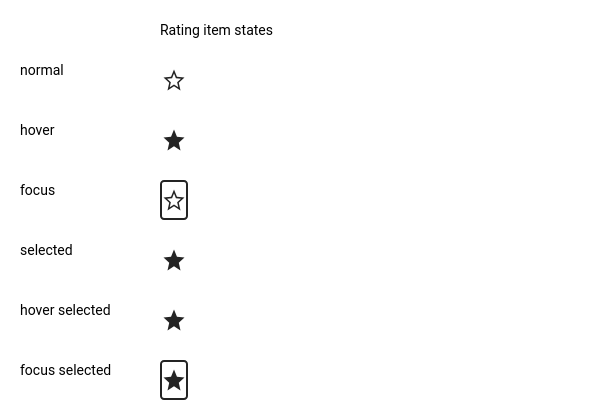 Rating item states
normal
hover
focus
selected
hover selected
focus selected